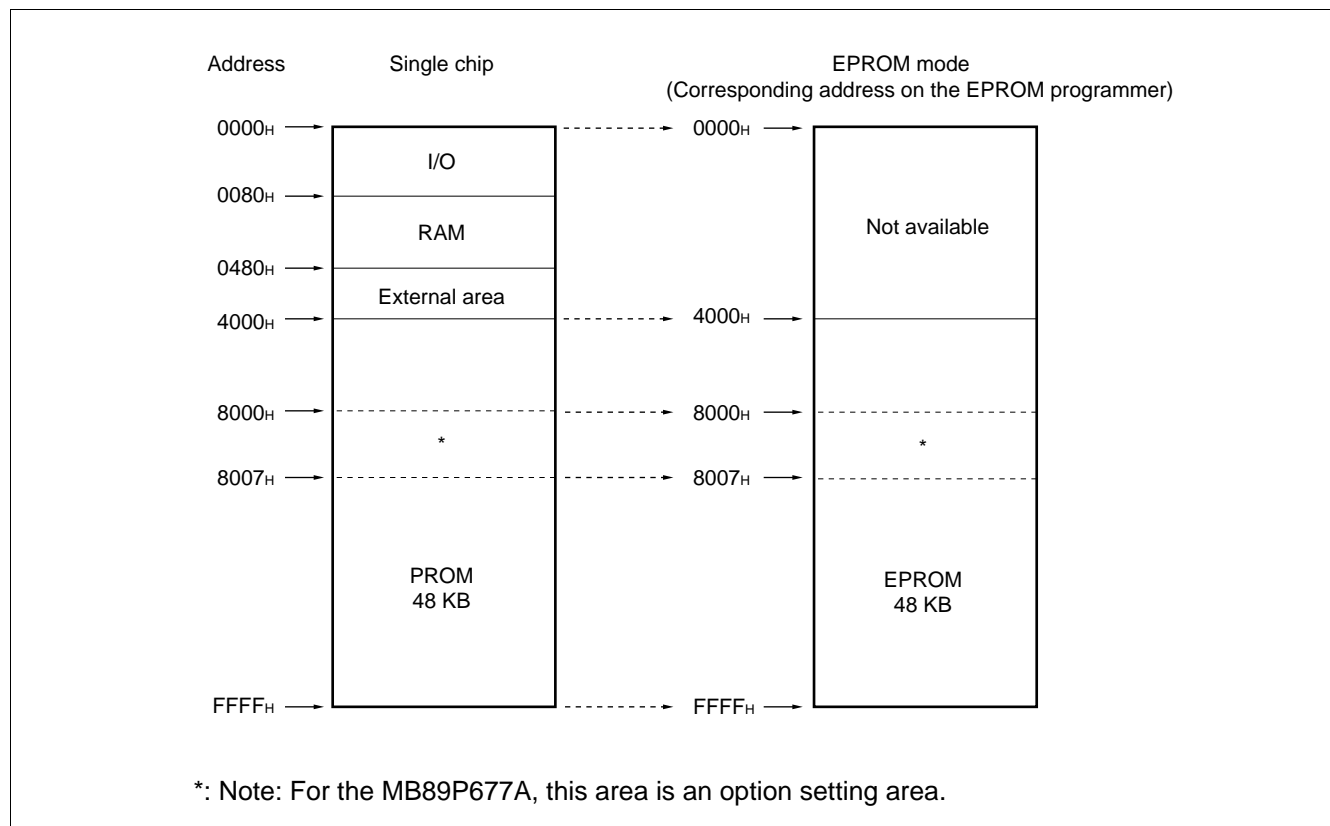 Address Single chip EPROM mode
(Corresponding address on the EPROM programmer)
0000H 0000H
I/O
0080H
RAM Not available
0480H
External area
4000H 4000H
8000H 8000H
* *
8007H 8007H
PROM EPROM
48 KB 48 KB
FFFFH FFFFH
*: Note: For the MB89P677A, this area is an option setting area.